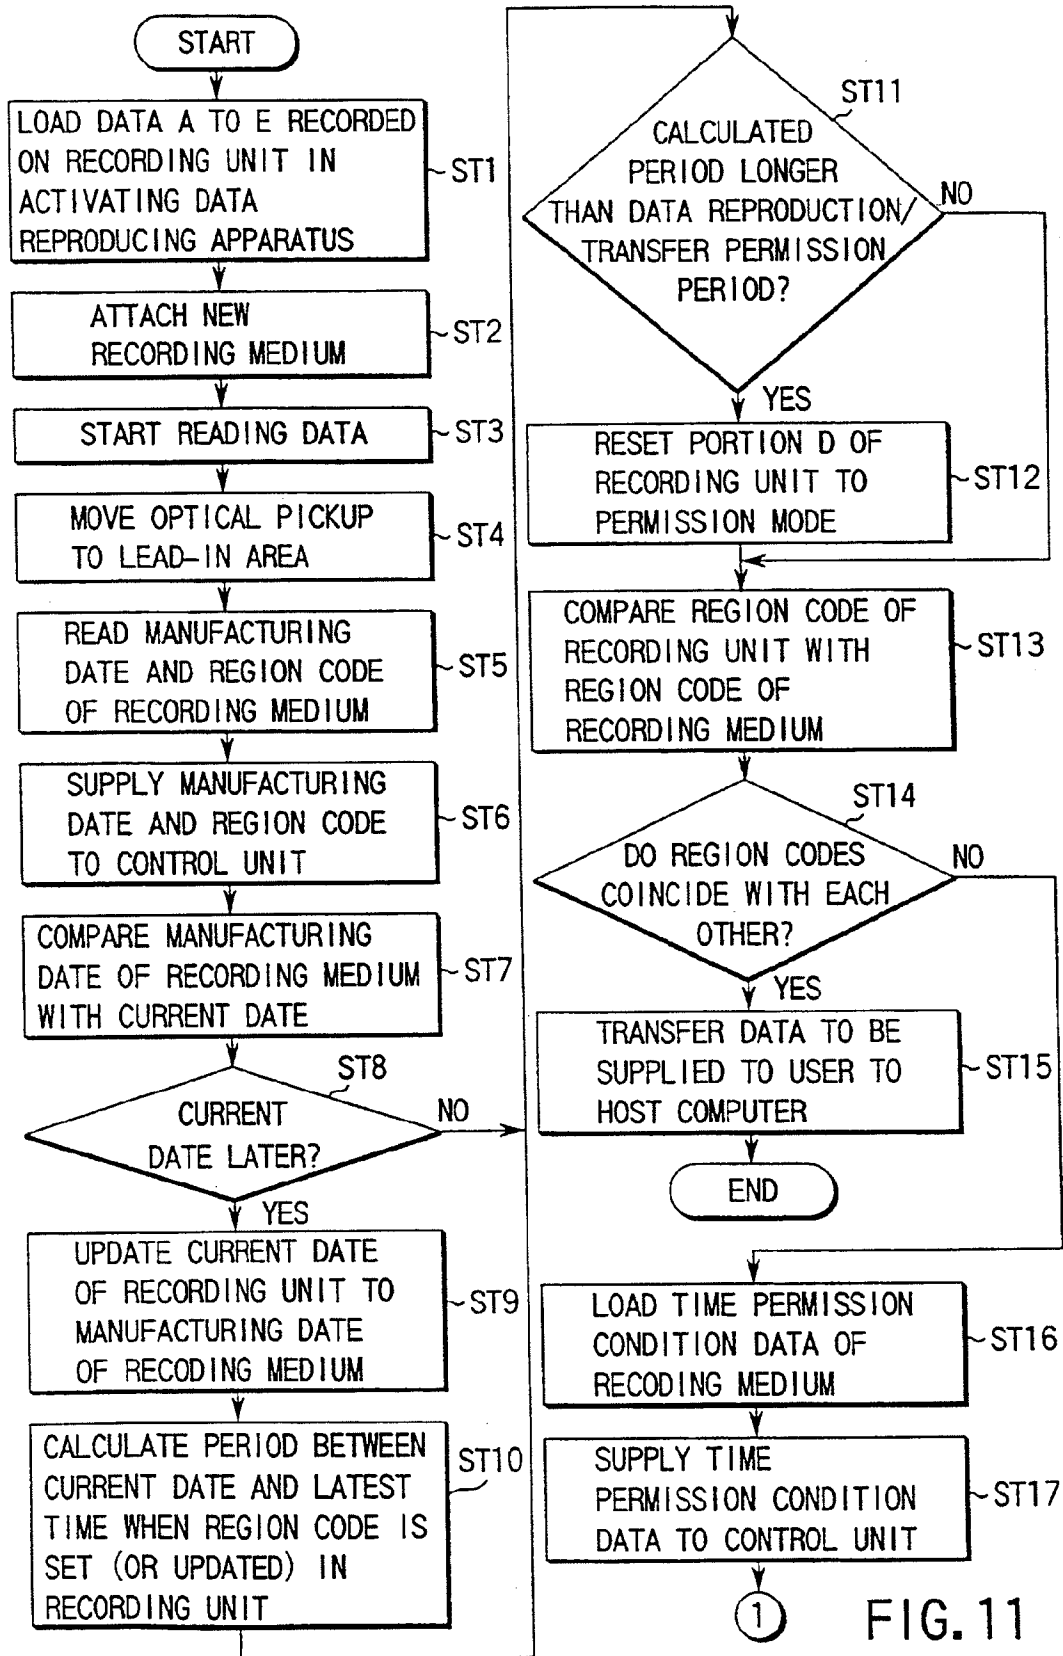 START
LOAD DATA A TO E RECORDED
ON RECORDING UNIT IN
ACTIVATING DATA
REPRODUCING APPARATUS
ST1
ATTACH NEW
RECORDING MEDIUM
ST2
START READING DATA
ST3
MOVE OPTICAL PICKUP
TO LEAD-IN AREA
ST4
READ MANUFACTURING
DATE AND REGION CODE
OF RECORDING MEDIUM
ST5
SUPPLY MANUFACTURING
DATE AND REGION CODE
TO CONTROL UNIT
ST6
COMPARE MANUFACTURING
DATE OF RECORDING MEDIUM
WITH CURRENT DATE
ST7
ST8
CURRENT
DATE LATER?
NO
YES
UPDATE CURRENT DATE
OF RECORDING UNIT TO
MANUFACTURING DATE
OF RECODING MEDIUM
ST9
CALCULATE PERIOD BETWEEN
CURRENT DATE AND LATEST
TIME WHEN REGION CODE IS
SET (OR UPDATED) IN
RECORDING UNIT
ST10
ST11
CALCULATED
PERIOD LONGER
THAN DATA REPRODUCTION/
TRANSFER PERMISSION
PERIOD?
NO
YES
RESET PORTION D OF
RECORDING UNIT TO
PERMISSION MODE
ST12
COMPARE REGION CODE OF
RECORDING UNIT WITH
REGION CODE OF
RECORDING MEDIUM
ST13
ST14
DO REGION CODES
COINCIDE WITH EACH
OTHER?
NO
YES
TRANSFER DATA TO BE
SUPPLIED TO USER TO
HOST COMPUTER
ST15
END
LOAD TIME PERMISSION
CONDITION DATA OF
RECODING MEDIUM
ST16
SUPPLY TIME
PERMISSION CONDITION
DATA TO CONTROL UNIT
ST17
1
FIG. 11